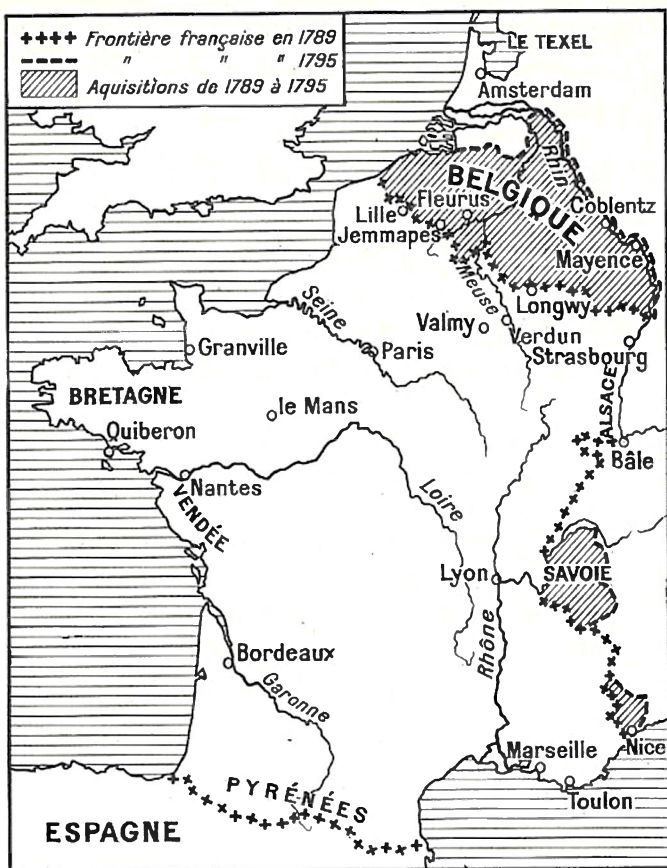 ++++ Frontière française en 1789
---- " " " 1795
Aquisitions de 1789 à 1795
LE TEXEL
Amsterdam
Rhin
BELGIQUE
Fleurus
Coblentz
Lille
Jemmapes
Mayence
Meuse
Longwy
Seine
Valmy
Verdun
Granville
Paris
Strasbourg
BRETAGNE
le Mans
ALSACE
Quiberon
Bâle
Nantes
VENDÉE
Loire
Lyon
SAVOIE
Rhône
Bordeaux
Garonne
Marseille
Nice
PYRÉNÉES
Toulon
ESPAGNE